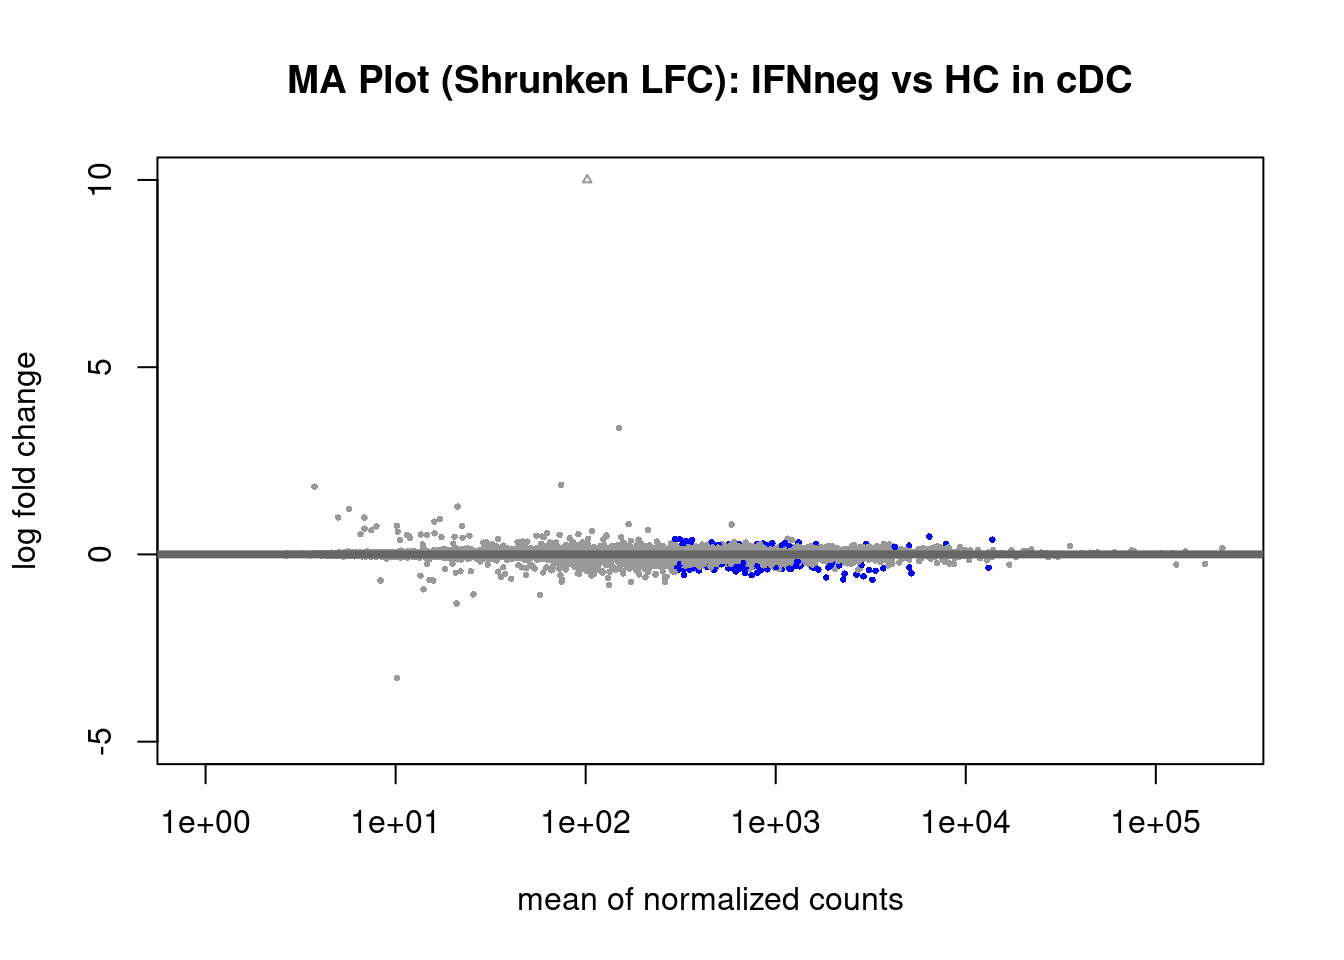 MA Plot (Shrunken LFC): IFNneg vs HC in cDC
10
5
0
-5
log fold change
1e+00 1e+01 1e+02 1e+03 1e+04 1e+05
mean of normalized counts